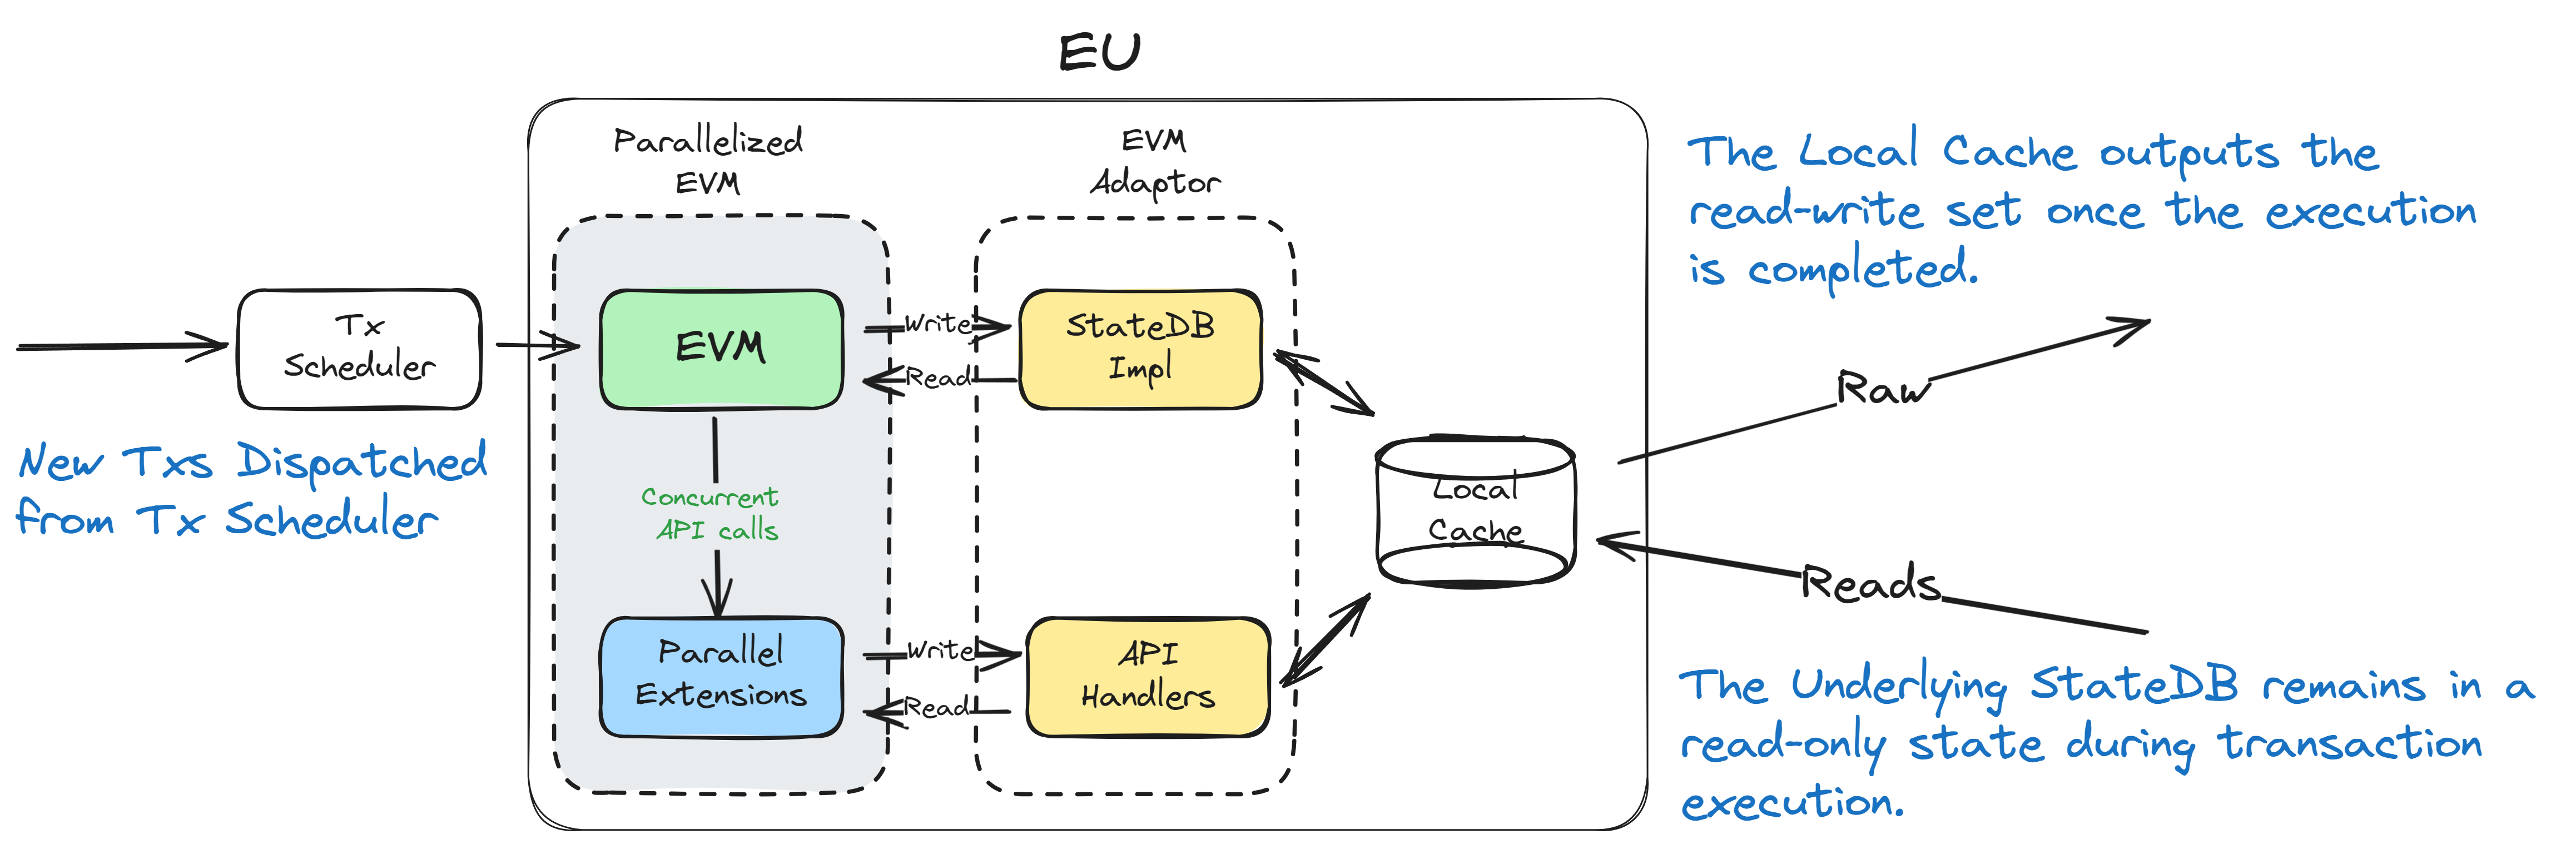 EU
Parallelized
EVM
EVM
Adaptor
Tx
Scheduler
New Txs Dispatched
from Tx Scheduler
EVM
Write
Read
StateDB
Impl
Concurrent
API calls
Parallel
Extensions
Write
Read
API
Handlers
Local
Cache
The Local Cache outputs the
read-write set once the execution
is completed.
Raw
Reads
The Underlying StateDB remains in a
read-only state during transaction
execution.